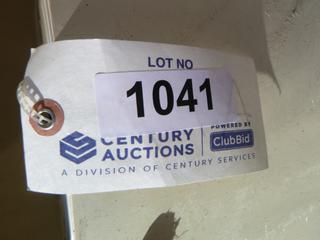 LOT NO
1041
CENTURY
AUCTIONS
POWERED BY
ClubBid
A DIVISION OF CENTURY SERVICES